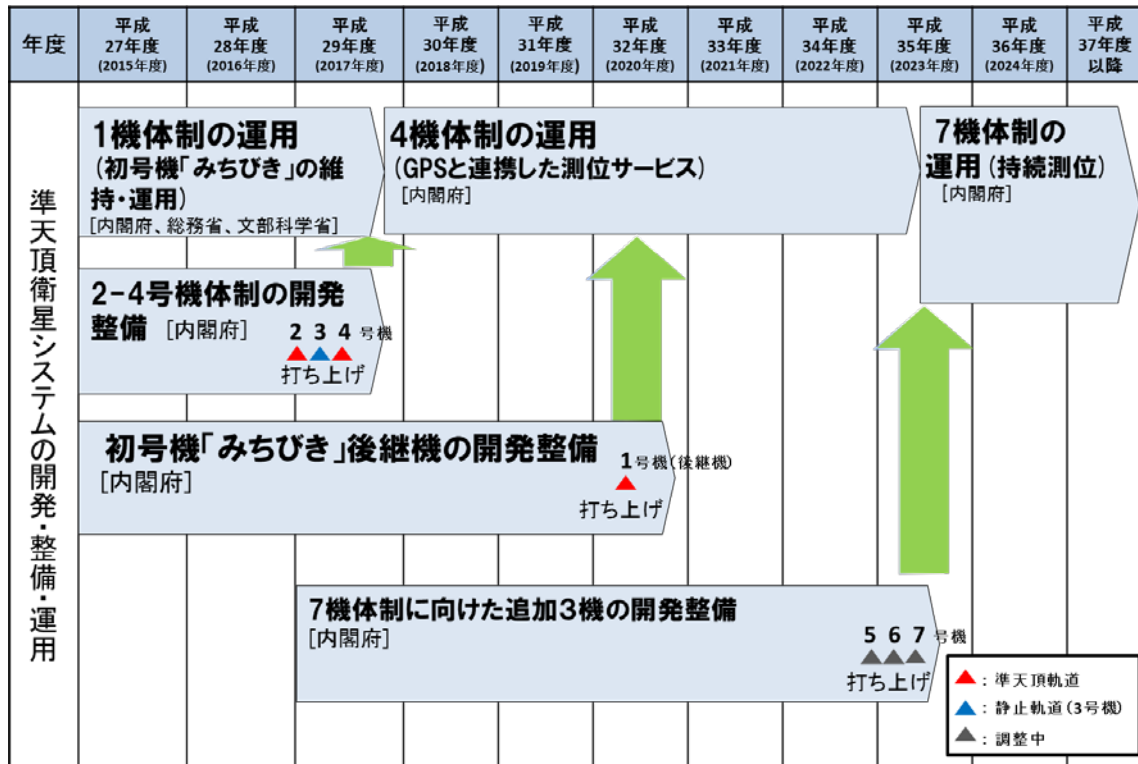 年度
平成
27年度
(2015年度)
平成
28年度
(2016年度)
平成
29年度
(2017年度)
平成
30年度
(2018年度)
平成
31年度
(2019年度)
平成
32年度
(2020年度)
平成
33年度
(2021年度)
平成
34年度
(2022年度)
平成
35年度
(2023年度)
平成
36年度
(2024年度)
平成
37年度
以降
準天頂衛星システムの開発・整備・運用
1機体制の運用
(初号機「みちびき」の維
持・運用)
[内閣府、総務省、文部科学省]
4機体制の運用
(GPSと連携した測位サービス)
[内閣府]
7機体制の
運用(持続測位)
[内閣府]
2-4号機体制の開発
整備 [内閣府]
2 3 4 号機
打ち上げ
初号機「みちびき」後継機の開発整備
[内閣府]
1号機(後継機)
打ち上げ
7機体制に向けた追加3機の開発整備
[内閣府]
5 6 7 号機
打ち上げ
▲ : 準天頂軌道
▲ : 静止軌道(3号機)
▲ : 調整中